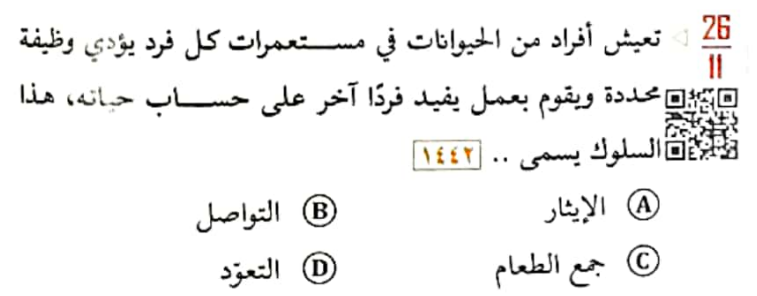 26
11
تعيش أفراد من الحيوانات في مستعمرات كل فرد يؤدي وظيفة
محددة ويقوم بعمل يفيد فردًا آخر على حساب حياته، هذا
السلوك يسمى .. ١٤٤٢
A الإيثار
B التواصل
C جمع الطعام
D التعوّد